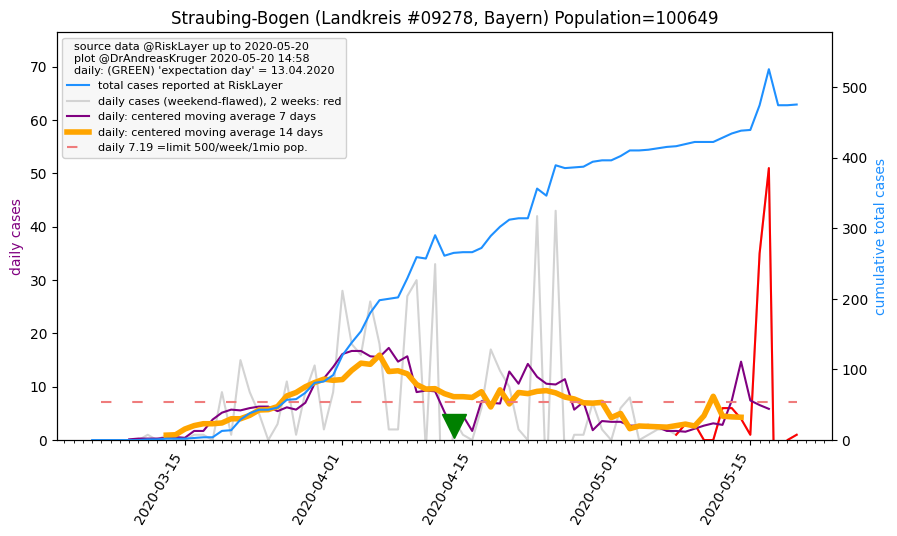 Straubing-Bogen (Landkreis #09278, Bayern) Population=100649
source data @RiskLayer up to 2020-05-20
plot @DrAndreasKruger 2020-05-20 14:58
daily: (GREEN) 'expectation day' = 13.04.2020
total cases reported at RiskLayer
daily cases (weekend-flawed), 2 weeks: red
daily: centered moving average 7 days
daily: centered moving average 14 days
daily 7.19 =limit 500/week/1mio pop.
daily cases
70
60
50
40
30
20
10
0
cumulative total cases
500
400
300
200
100
0
2020-03-15
2020-04-01
2020-04-15
2020-05-01
2020-05-15